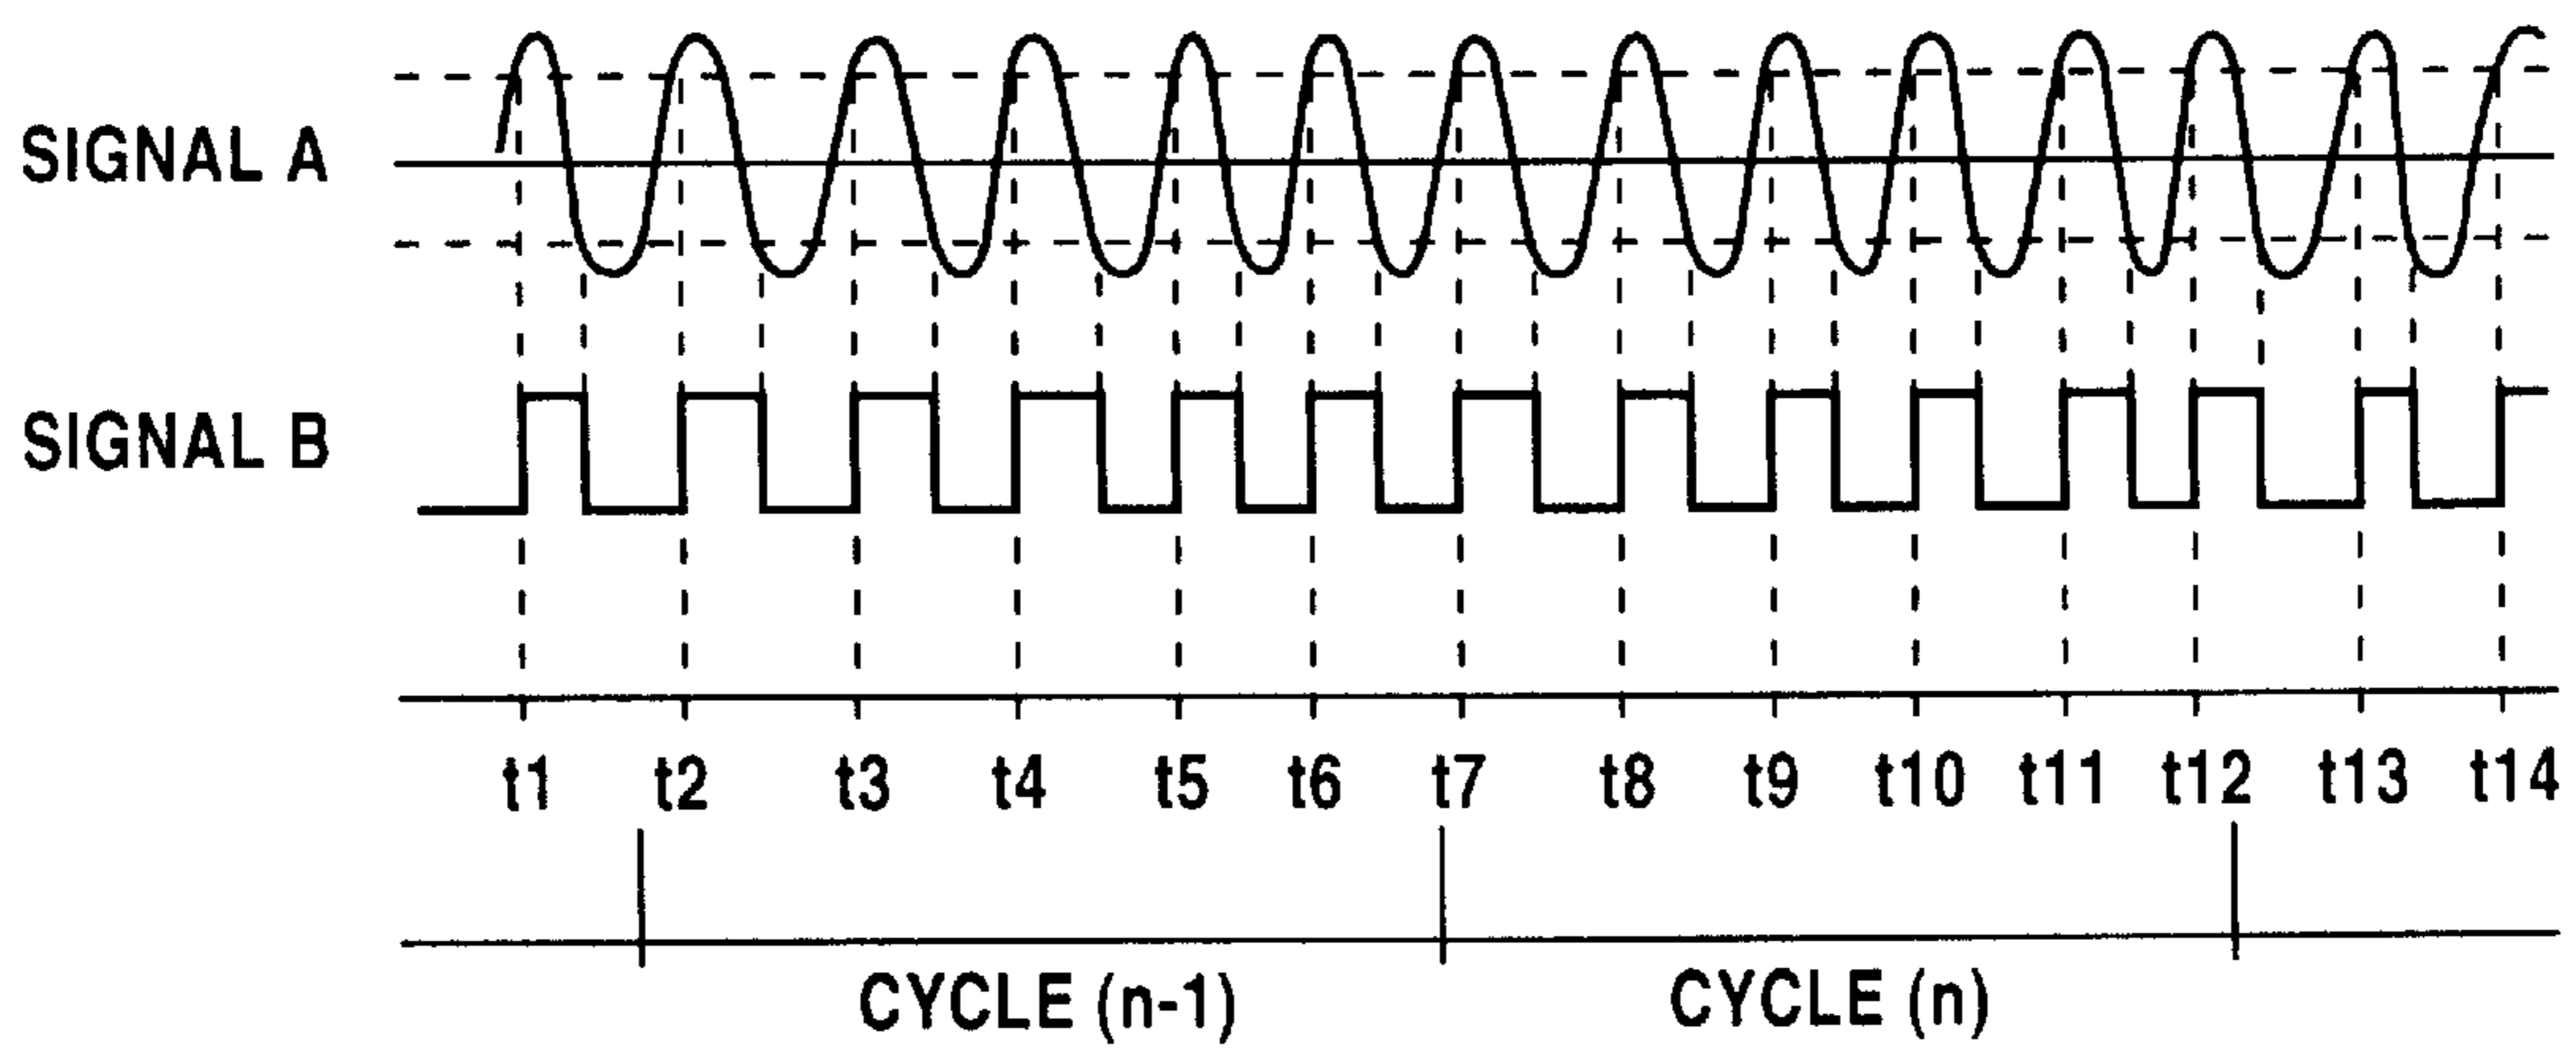 SIGNAL A
SIGNAL B
t1 t2 t3 t4 t5 t6 t7 t8 t9 t10 t11 t12 t13 t14
CYCLE (n-1) CYCLE (n)